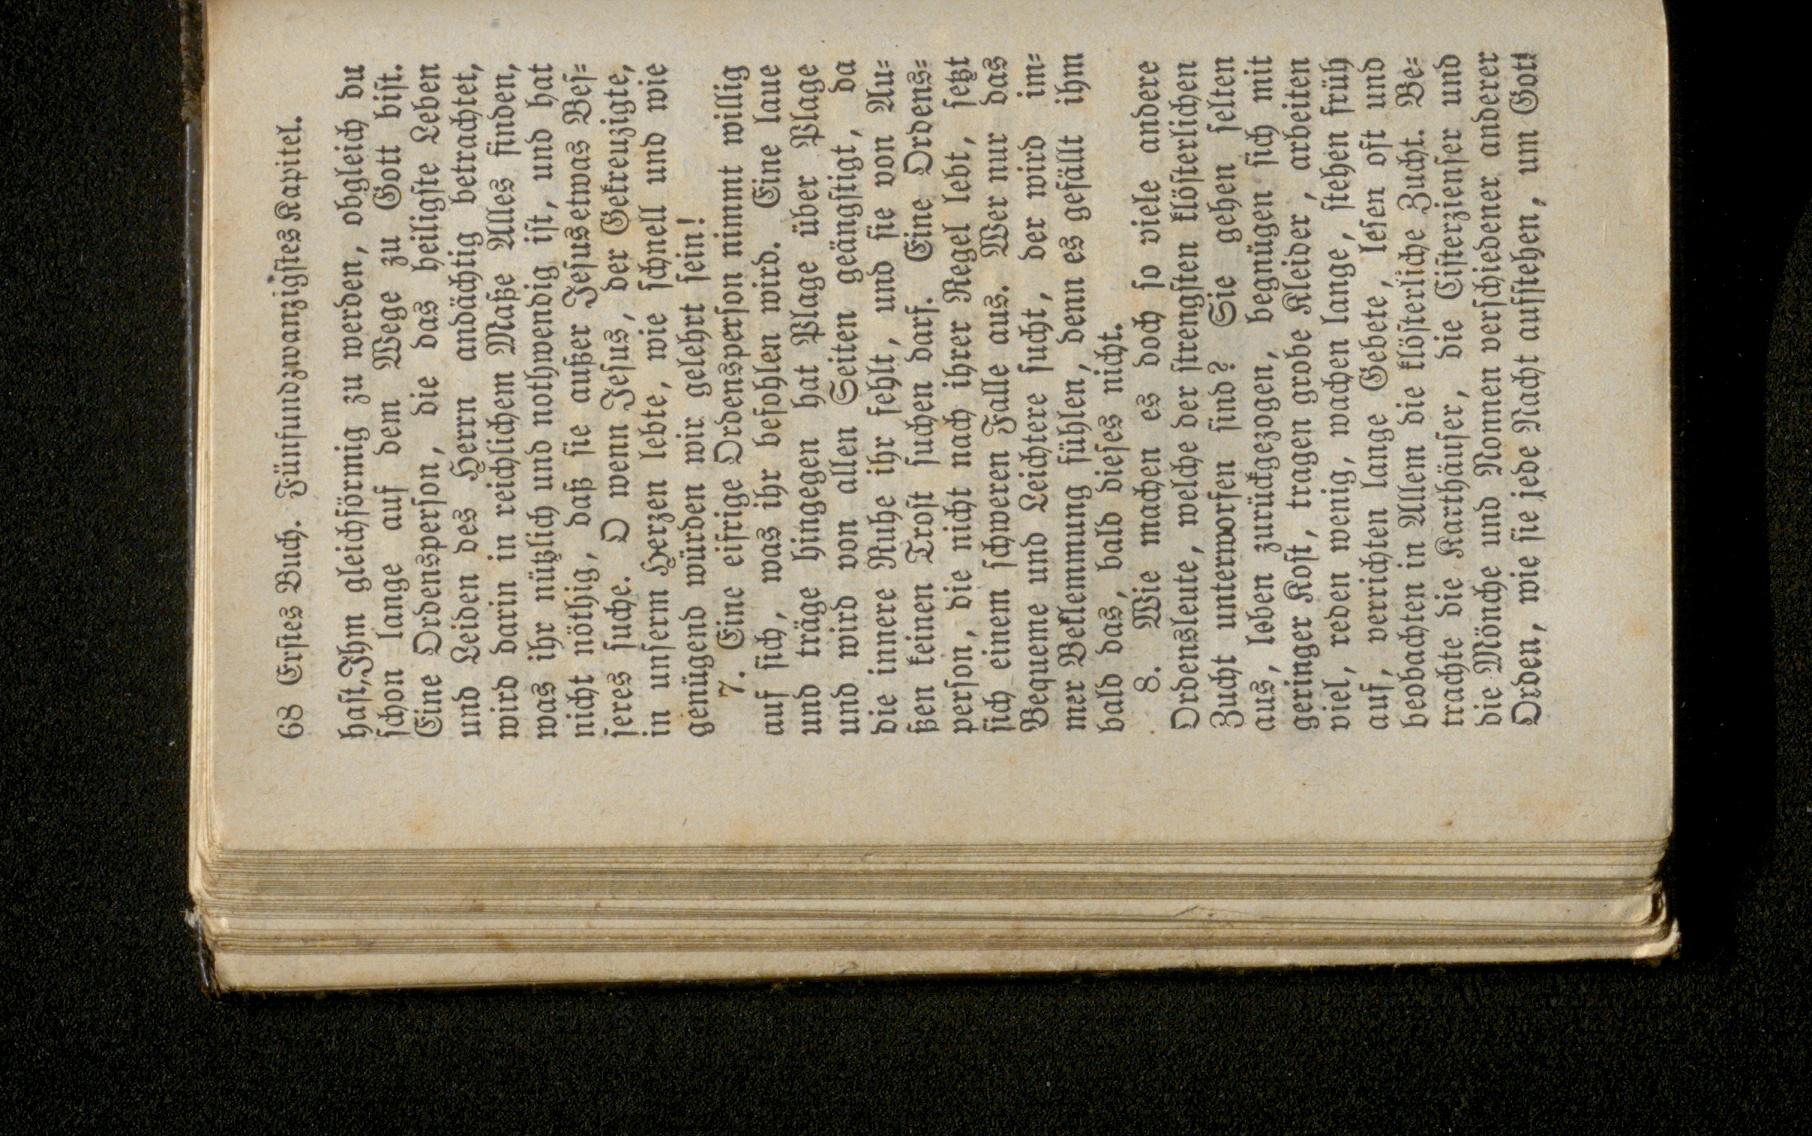 68 Erstes Buch. Fünfundzwanzigstes Kapitel.
hast, Ihm gleichförmig zu werden, obgleich du
schon lange auf dem Wege zu Gott bist.
Eine Ordensperson, die das heiligste Leben
und Leiden des Herrn andächtig betrachtet,
wird darin in reichlichem Maße Alles finden,
was ihr nützlich und nothwendig ist, und hat
nicht nöthig, daß sie außer Jesus etwas Bes=
seres suche. O wenn Jesus, der Gekreuzigte,
in unserm Herzen lebte, wie schnell und wie
genügend würden wir gelehrt sein!
7. Eine eifrige Ordensperson nimmt willig
auf sich, was ihr befohlen wird. Eine laue
und träge hingegen hat Plage über Plage
und wird von allen Seiten geängstigt, da
die innere Ruhe ihr fehlt, und sie von Au=
ßen keinen Trost suchen darf. Eine Ordens=
person, die nicht nach ihrer Regel lebt, setzt
sich einem schweren Falle aus. Wer nur das
Bequeme und Leichtere sucht, der wird im=
mer Beklemmung fühlen, denn es gefällt ihm
bald das, bald dieses nicht.
8. Wie machen es doch so viele andere
Ordensleute, welche der strengsten klösterlichen
Zucht unterworfen sind? Sie gehen selten
aus, leben zurückgezogen, begnügen sich mit
geringer Kost, tragen grobe Kleider, arbeiten
viel, reden wenig, wachen lange, stehen früh
auf, verrichten lange Gebete, lesen oft und
beobachten in Allem die klösterliche Zucht. Be=
trachte die Karthäuser, die Cisterzienser und
die Mönche und Nonnen verschiedener anderer
Orden, wie sie jede Nacht aufstehen, um Gott